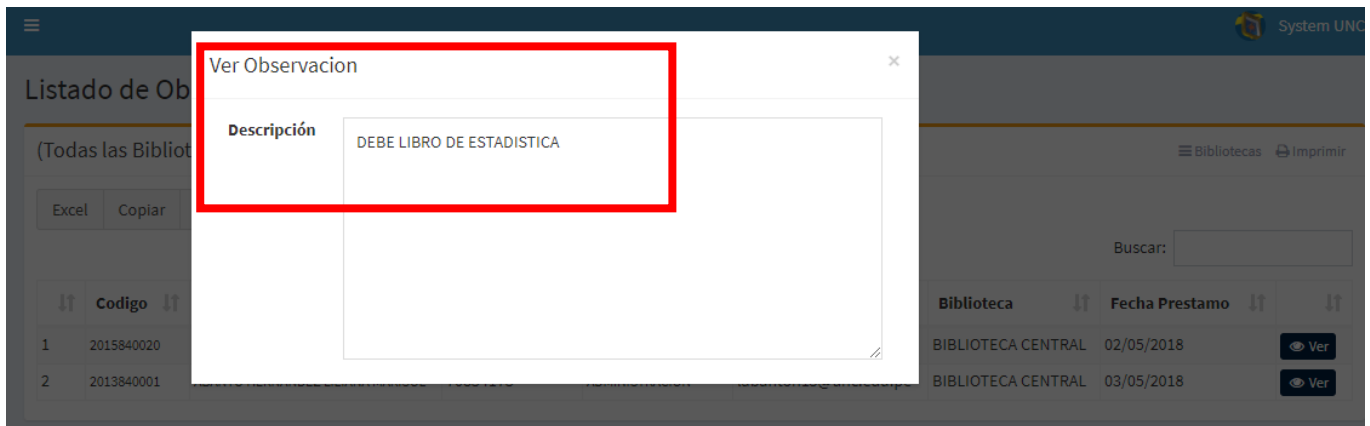 System UNC
Ver Observacion ×
Listado de Ob
Descripción
DEBE LIBRO DE ESTADISTICA
(Todas las Bibliot
Bibliotecas Imprimir
Excel Copiar
Buscar:
Codigo Biblioteca Fecha Prestamo
1 2015840020 BIBLIOTECA CENTRAL 02/05/2018 Ver
2 2013840001 BIBLIOTECA CENTRAL 03/05/2018 Ver